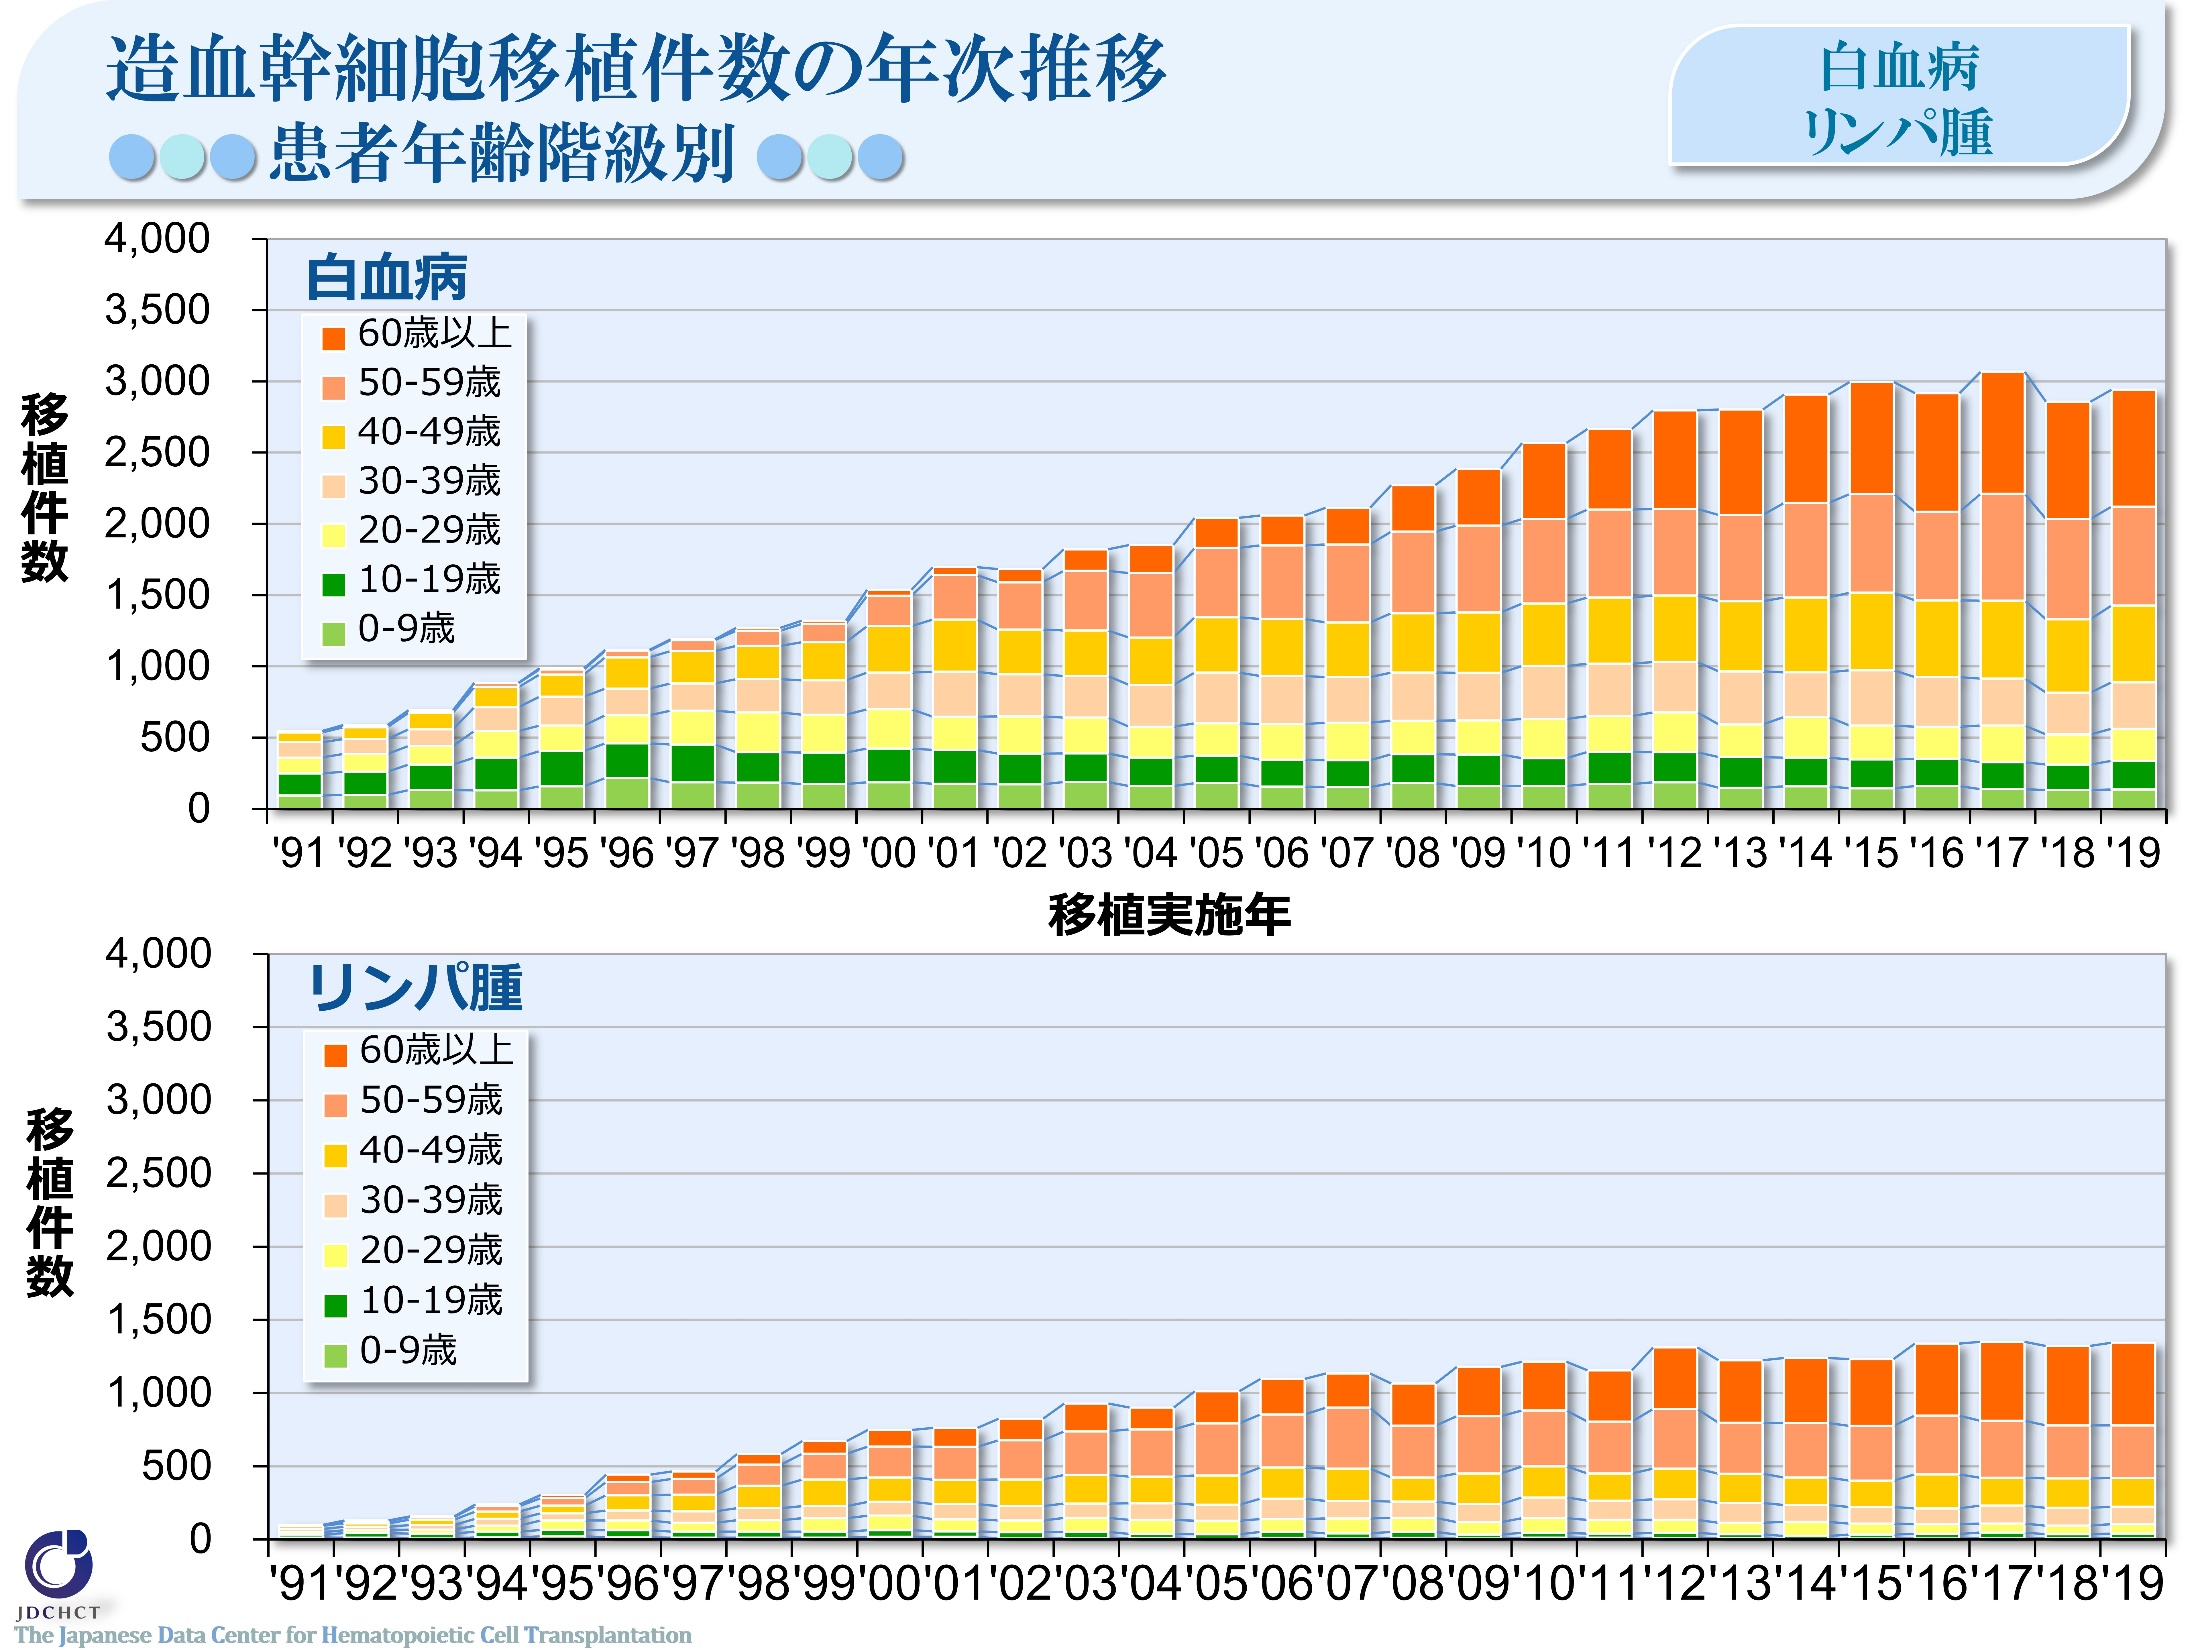 造血幹細胞移植件数の年次推移
患者年齢階級別
白血病
リンパ腫
白血病
60歳以上
50-59歳
40-49歳
30-39歳
20-29歳
10-19歳
0-9歳
移植件数
4,000
3,500
3,000
2,500
2,000
1,500
1,000
500
0
'91 '92 '93 '94 '95 '96 '97 '98 '99 '00 '01 '02 '03 '04 '05 '06 '07 '08 '09 '10 '11 '12 '13 '14 '15 '16 '17 '18 '19
移植実施年
リンパ腫
60歳以上
50-59歳
40-49歳
30-39歳
20-29歳
10-19歳
0-9歳
移植件数
4,000
3,500
3,000
2,500
2,000
1,500
1,000
500
0
'91 '92 '93 '94 '95 '96 '97 '98 '99 '00 '01 '02 '03 '04 '05 '06 '07 '08 '09 '10 '11 '12 '13 '14 '15 '16 '17 '18 '19
JDCHCT
The Japanese Data Center for Hematopoietic Cell Transplantation